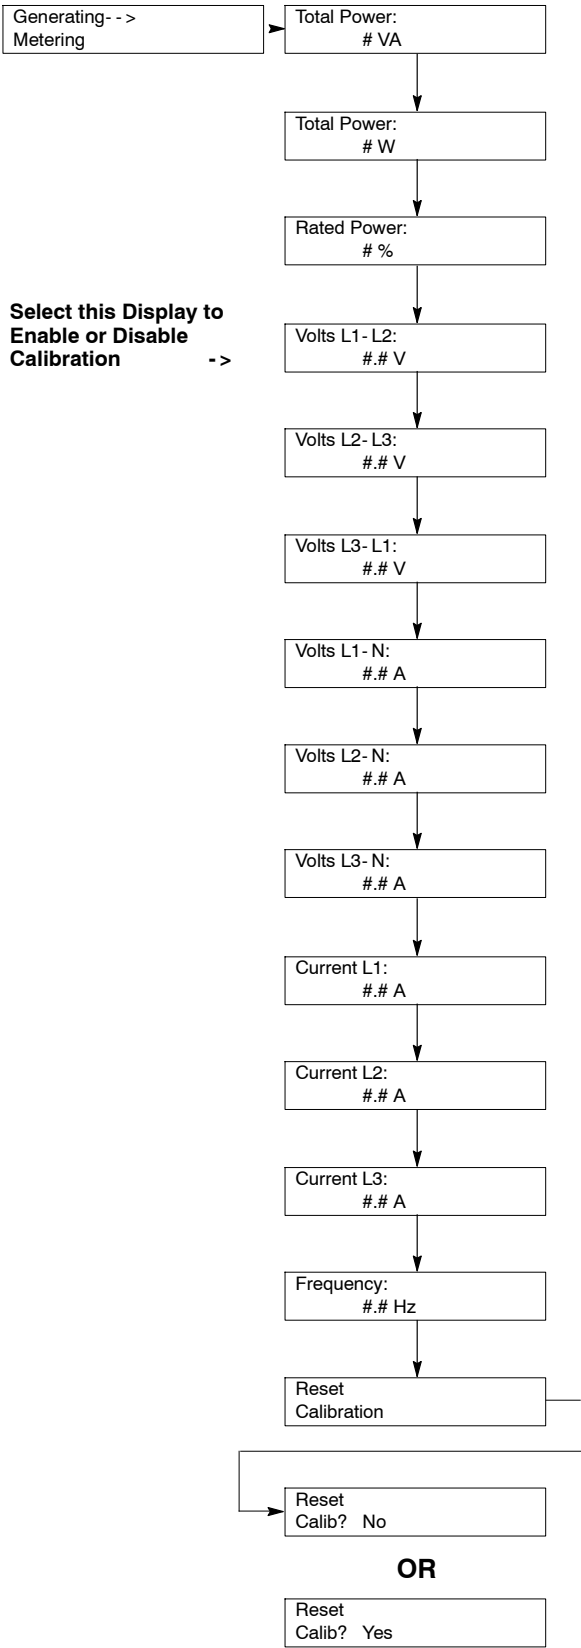 Generating- - >
Metering
Total Power:
# VA
Total Power:
# W
Rated Power:
# %
Select this Display to
Enable or Disable
Calibration - >
Volts L1- L2:
#.# V
Volts L2- L3:
#.# V
Volts L3- L1:
#.# V
Volts L1- N:
#.# A
Volts L2- N:
#.# A
Volts L3- N:
#.# A
Current L1:
#.# A
Current L2:
#.# A
Current L3:
#.# A
Frequency:
#.# Hz
Reset
Calibration
Reset
Calib? No
OR
Reset
Calib? Yes